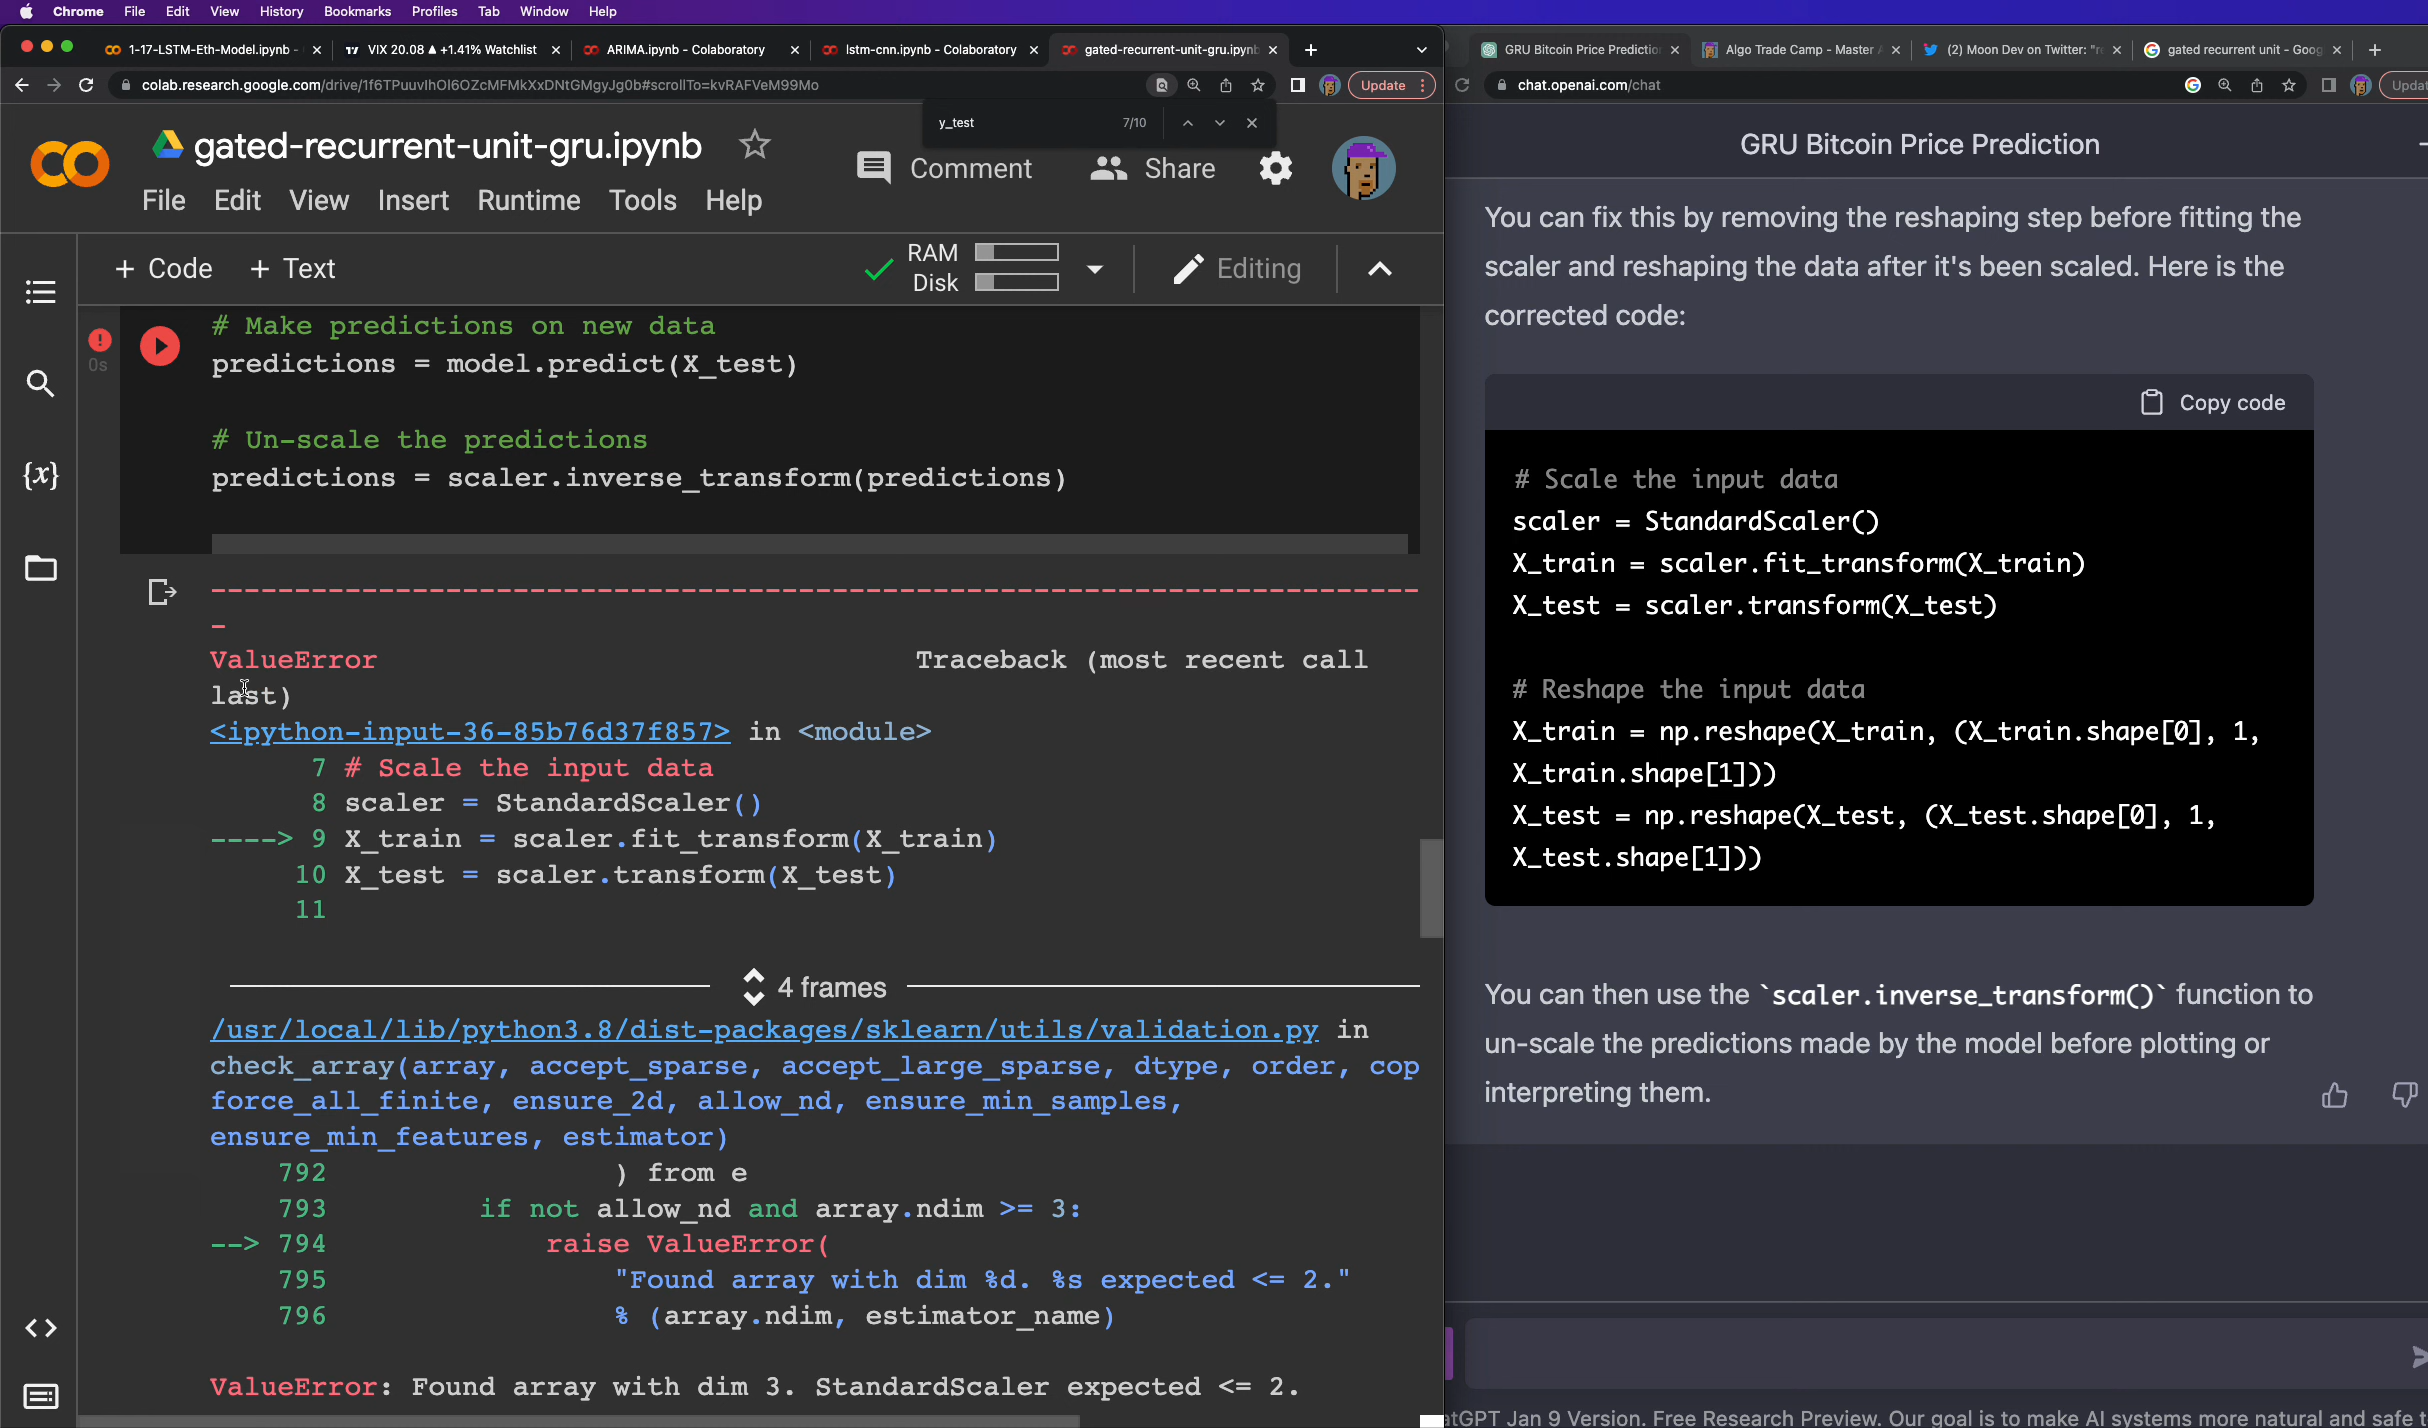 Chrome File Edit View History Bookmarks Profiles Tab Window Help
1-17-LSTM-Eth-Model.ipynb - VIX 20.08 ▲ +1.41% Watchlist ARIMA.ipynb - Colaboratory lstm-cnn.ipynb - Colaboratory gated-recurrent-unit-gru.ipynb
colab.research.google.com/drive/1f6TPuuvIhOl6OZcMFMkXxDNtGMgyJg0b#scrollTo=kvRAFVeM99Mo
Update
y_test 7/10
gated-recurrent-unit-gru.ipynb
Comment Share
File Edit View Insert Runtime Tools Help
+ Code + Text
RAM
Disk
Editing
0s
# Make predictions on new data
predictions = model.predict(X_test)
# Un-scale the predictions
predictions = scaler.inverse_transform(predictions)
---------------------------------------------------------------------------
ValueError Traceback (most recent call
last)
<ipython-input-36-85b76d37f857> in <module>
7 # Scale the input data
8 scaler = StandardScaler()
----> 9 X_train = scaler.fit_transform(X_train)
10 X_test = scaler.transform(X_test)
11
4 frames
/usr/local/lib/python3.8/dist-packages/sklearn/utils/validation.py in
check_array(array, accept_sparse, accept_large_sparse, dtype, order, cop
force_all_finite, ensure_2d, allow_nd, ensure_min_samples,
ensure_min_features, estimator)
792 ) from e
793 if not allow_nd and array.ndim >= 3:
--> 794 raise ValueError(
795 "Found array with dim %d. %s expected <= 2."
796 % (array.ndim, estimator_name)
ValueError: Found array with dim 3. StandardScaler expected <= 2.
GRU Bitcoin Price Predictio Algo Trade Camp - Master A (2) Moon Dev on Twitter: "r gated recurrent unit - Goog
chat.openai.com/chat
Updat
GRU Bitcoin Price Prediction
You can fix this by removing the reshaping step before fitting the
scaler and reshaping the data after it's been scaled. Here is the
corrected code:
Copy code
# Scale the input data
scaler = StandardScaler()
X_train = scaler.fit_transform(X_train)
X_test = scaler.transform(X_test)
# Reshape the input data
X_train = np.reshape(X_train, (X_train.shape[0], 1,
X_train.shape[1]))
X_test = np.reshape(X_test, (X_test.shape[0], 1,
X_test.shape[1]))
You can then use the `scaler.inverse_transform()` function to
un-scale the predictions made by the model before plotting or
interpreting them.
atGPT Jan 9 Version. Free Research Preview. Our goal is to make AI systems more natural and safe t